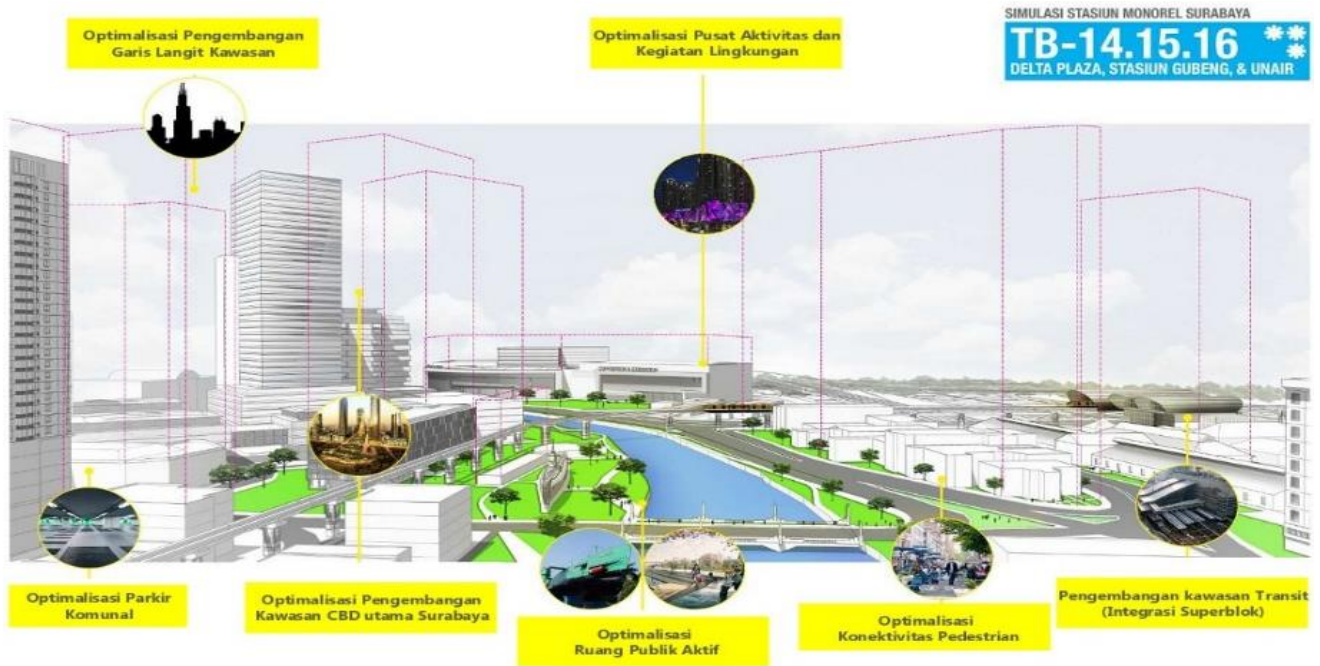 SIMULASI STASIUN MONOREL SURABAYA
TB-14.15.16
DELTA PLAZA, STASIUN GUBENG, & UNAIR
Optimalisasi Pengembangan
Garis Langit Kawasan
Optimalisasi Pusat Aktivitas dan
Kegiatan Lingkungan
Optimalisasi Parkir
Komunal
Optimalisasi Pengembangan
Kawasan CBD utama Surabaya
Optimalisasi
Ruang Publik Aktif
Optimalisasi
Konektivitas Pedestrian
Pengembangan kawasan Transit
(Integrasi Superblok)